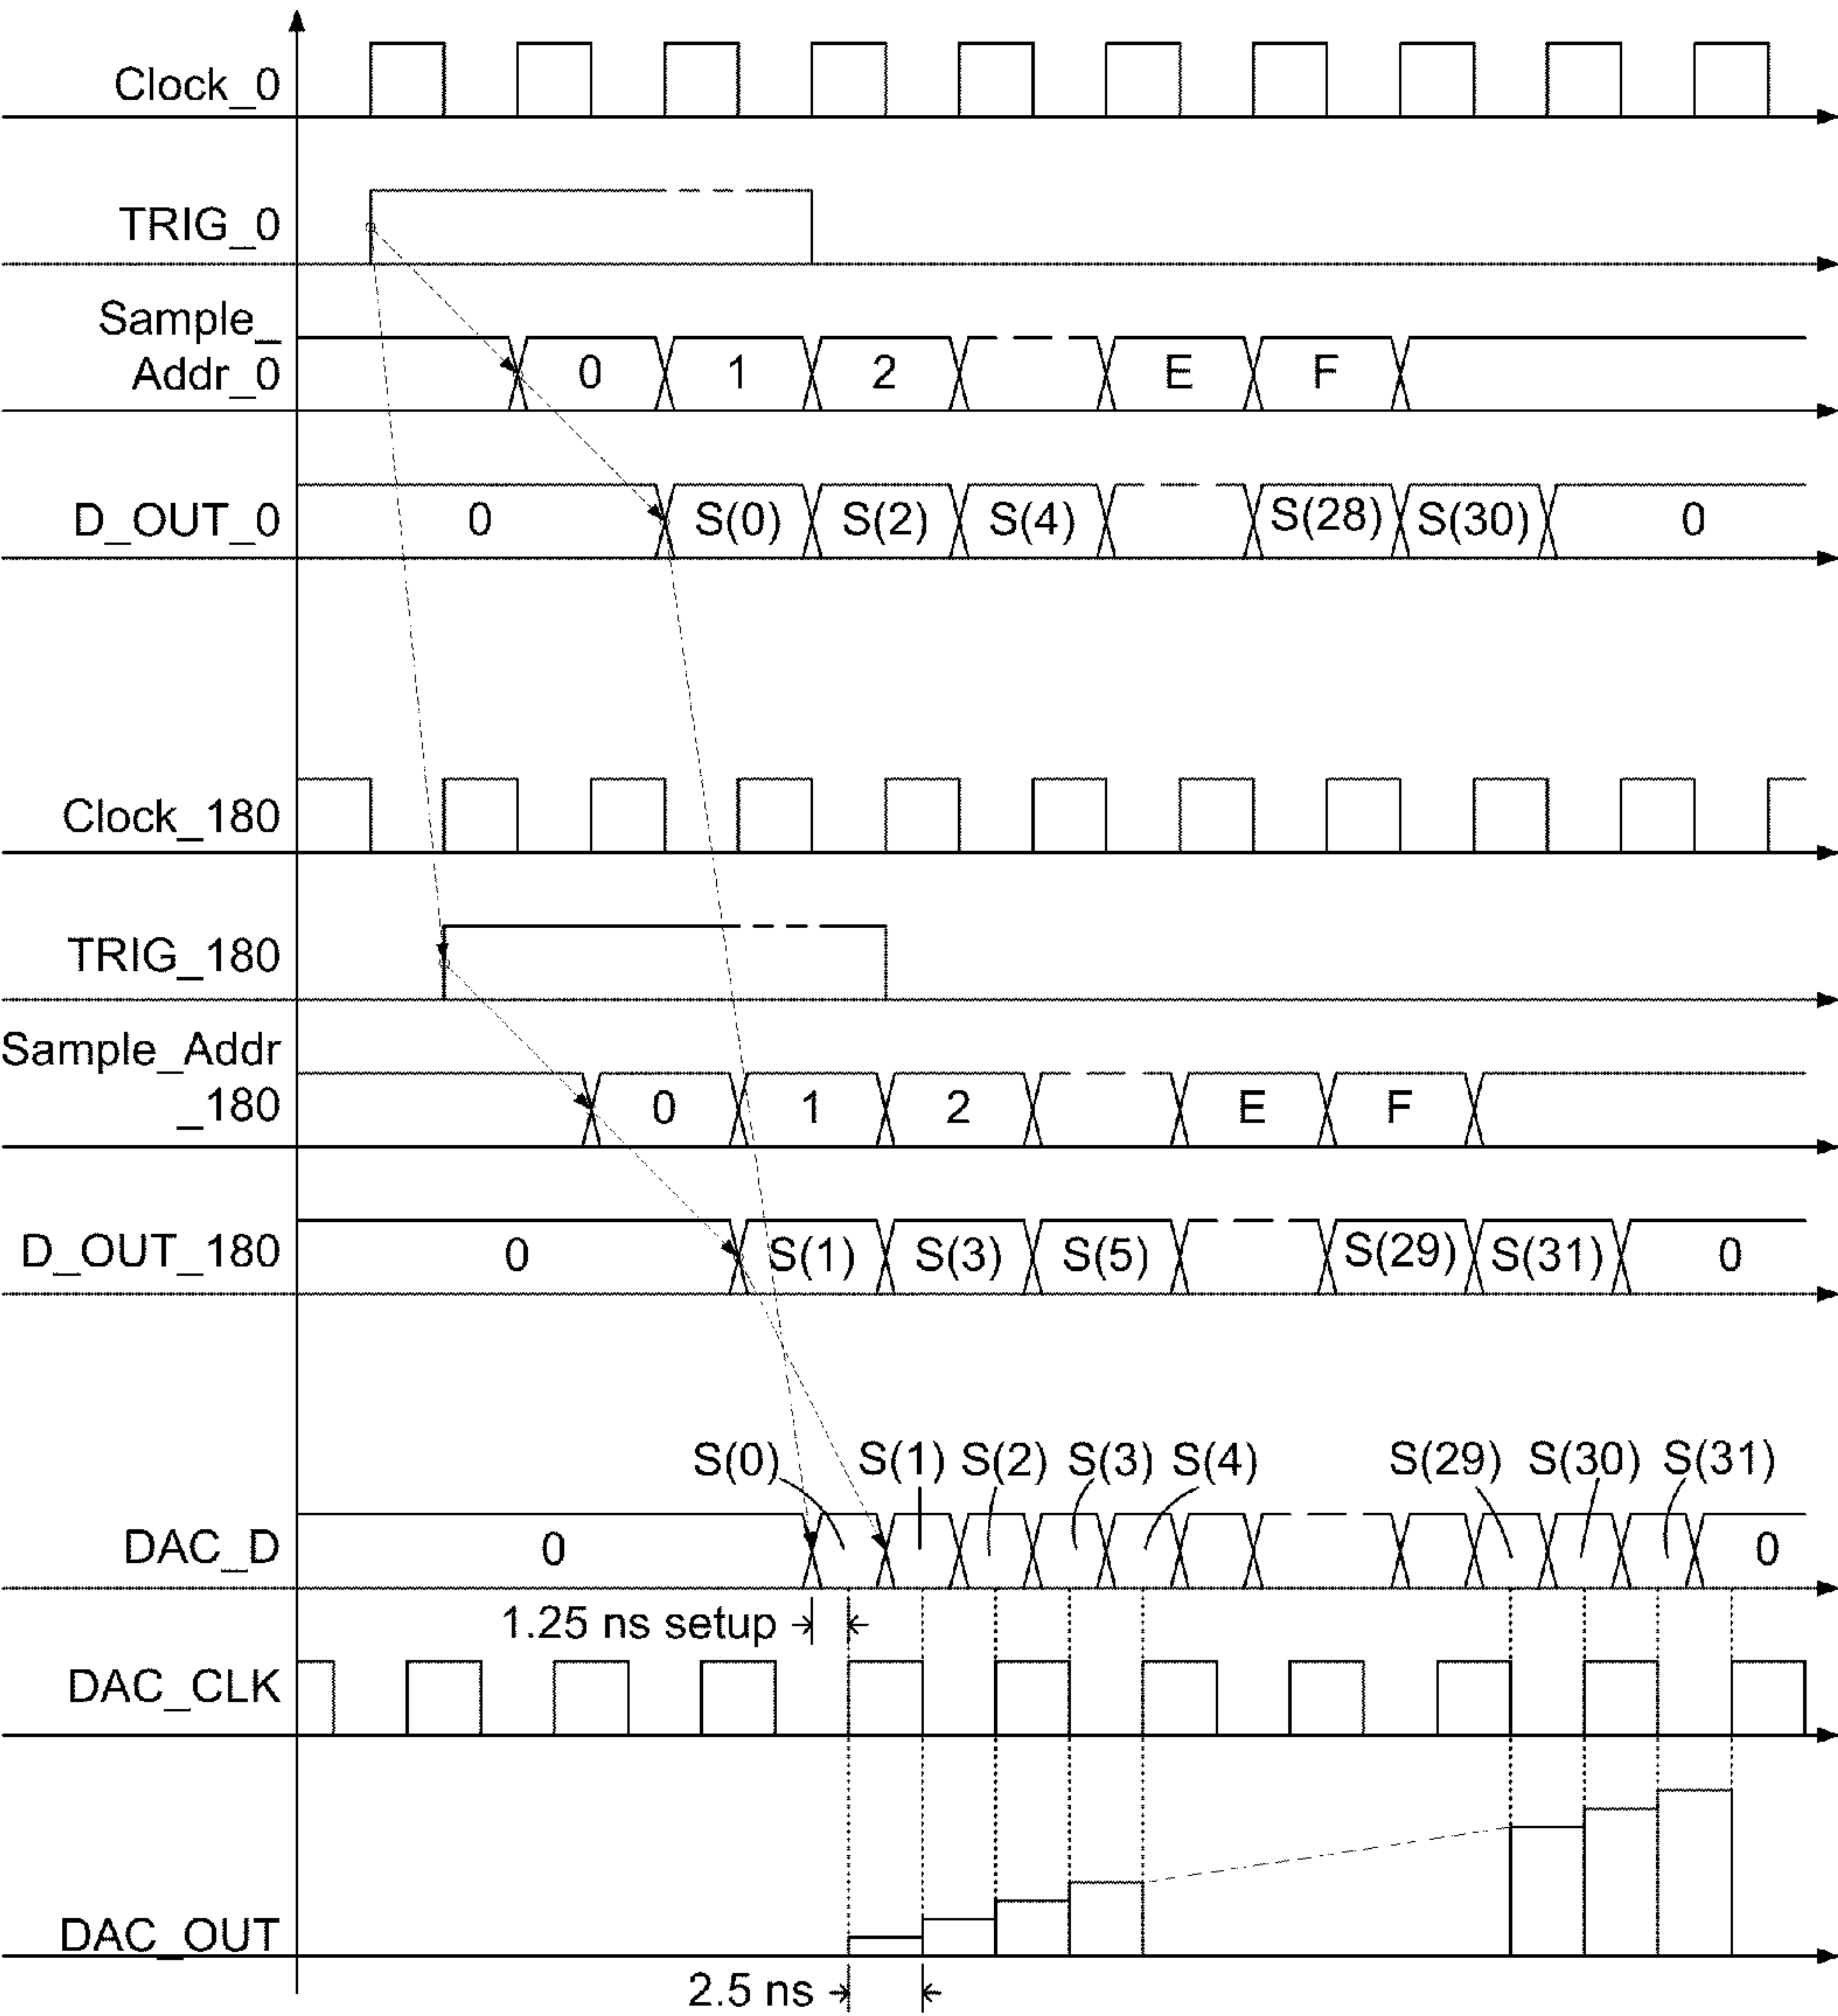 Clock_0
TRIG_0
Sample_
Addr_0
0 1 2 E F
D_OUT_0
0 S(0) S(2) S(4) S(28) S(30) 0
Clock_180
TRIG_180
Sample_Addr
_180
0 1 2 E F
D_OUT_180
0 S(1) S(3) S(5) S(29) S(31) 0
S(0) S(1) S(2) S(3) S(4) S(29) S(30) S(31)
DAC_D
0 0
1.25 ns setup
DAC_CLK
DAC_OUT
2.5 ns